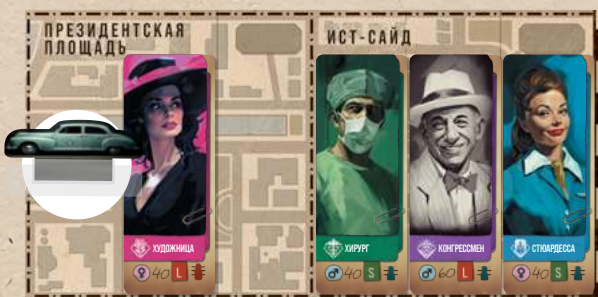 ПРЕЗИДЕНТСКАЯ
ПЛОЩАДЬ
ИСТ-САЙД
ХУДОЖНИЦА
ХИРУРГ
КОНГРЕССМЕН
СТЮАРДЕССА
♀ 40 L
♂ 40 S
♂ 60 L
♀ 40 S